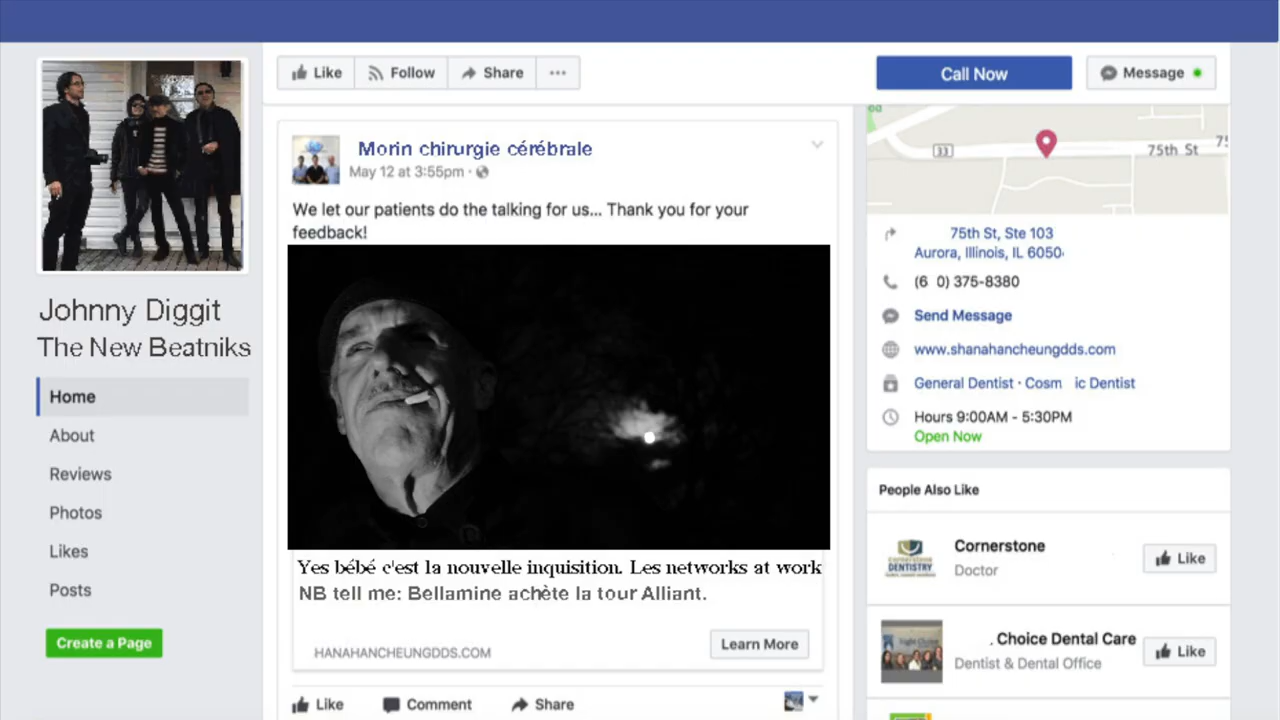 Like
Follow
Share
Call Now
Message
Johnny Diggit
The New Beatniks
Home
About
Reviews
Photos
Likes
Posts
Create a Page
Morin chirurgie cérébrale
May 12 at 3:55pm ·
We let our patients do the talking for us... Thank you for your
feedback!
Yes bébé c'est la nouvelle inquisition. Les networks at work
NB tell me: Bellamine achète la tour Alliant.
HANAHANCHEUNGDDS.COM
Learn More
Like
Comment
Share
33
75th St
75th St, Ste 103
Aurora, Illinois, IL 6050
(6 0) 375-8380
Send Message
www.shanahancheungdds.com
General Dentist · Cosm ic Dentist
Hours 9:00AM - 5:30PM
Open Now
People Also Like
CORNERSTONE
DENTISTRY
Cornerstone
Doctor
Like
. Choice Dental Care
Dentist & Dental Office
Like